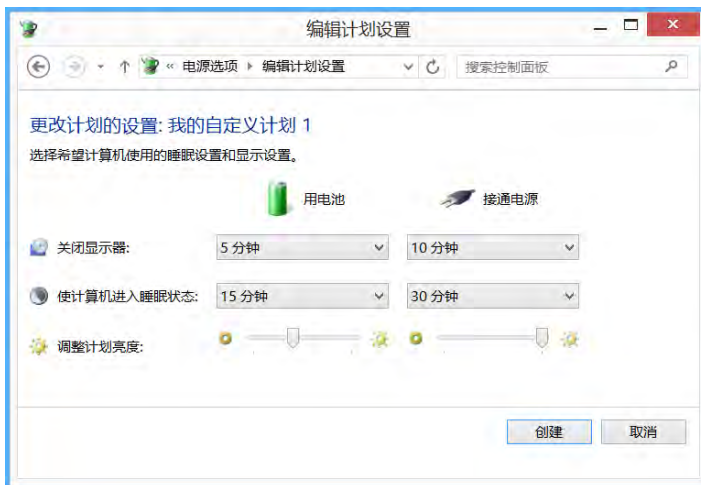 编辑计划设置
« 电源选项 ▸ 编辑计划设置 搜索控制面板
更改计划的设置: 我的自定义计划 1
选择希望计算机使用的睡眠设置和显示设置。
用电池 接通电源
关闭显示器: 5 分钟 10 分钟
使计算机进入睡眠状态: 15 分钟 30 分钟
调整计划亮度:
创建 取消